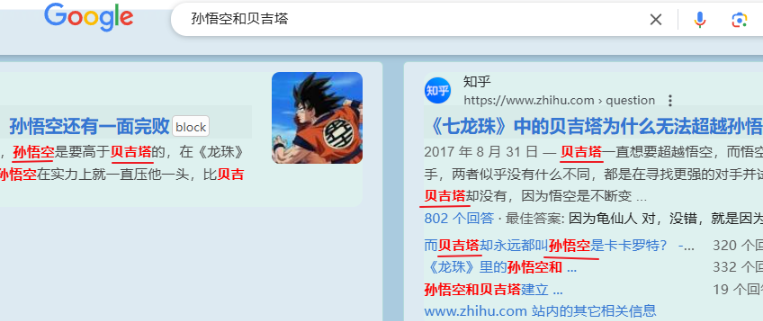 Google
孙悟空和贝吉塔
孙悟空还有一面完败 block
，孙悟空是要高于贝吉塔的，在《龙珠》
孙悟空在实力上就一直压他一头，比贝吉
知乎
知乎
https://www.zhihu.com › question
《七龙珠》中的贝吉塔为什么无法超越孙悟
2017 年 8 月 31 日 — 贝吉塔一直想要超越悟空，而悟空
手，两者似乎没有什么不同，都是在寻找更强的对手并试
贝吉塔却没有，因为悟空是不断变 ...
802 个回答 · 最佳答案: 因为龟仙人 对，没错，就是因为
而贝吉塔却永远都叫孙悟空是卡卡罗特？ -... 320 个回
《龙珠》里的孙悟空和 ... 332 个回
孙悟空和贝吉塔建立 ... 19 个回答
www.zhihu.com 站内的其它相关信息